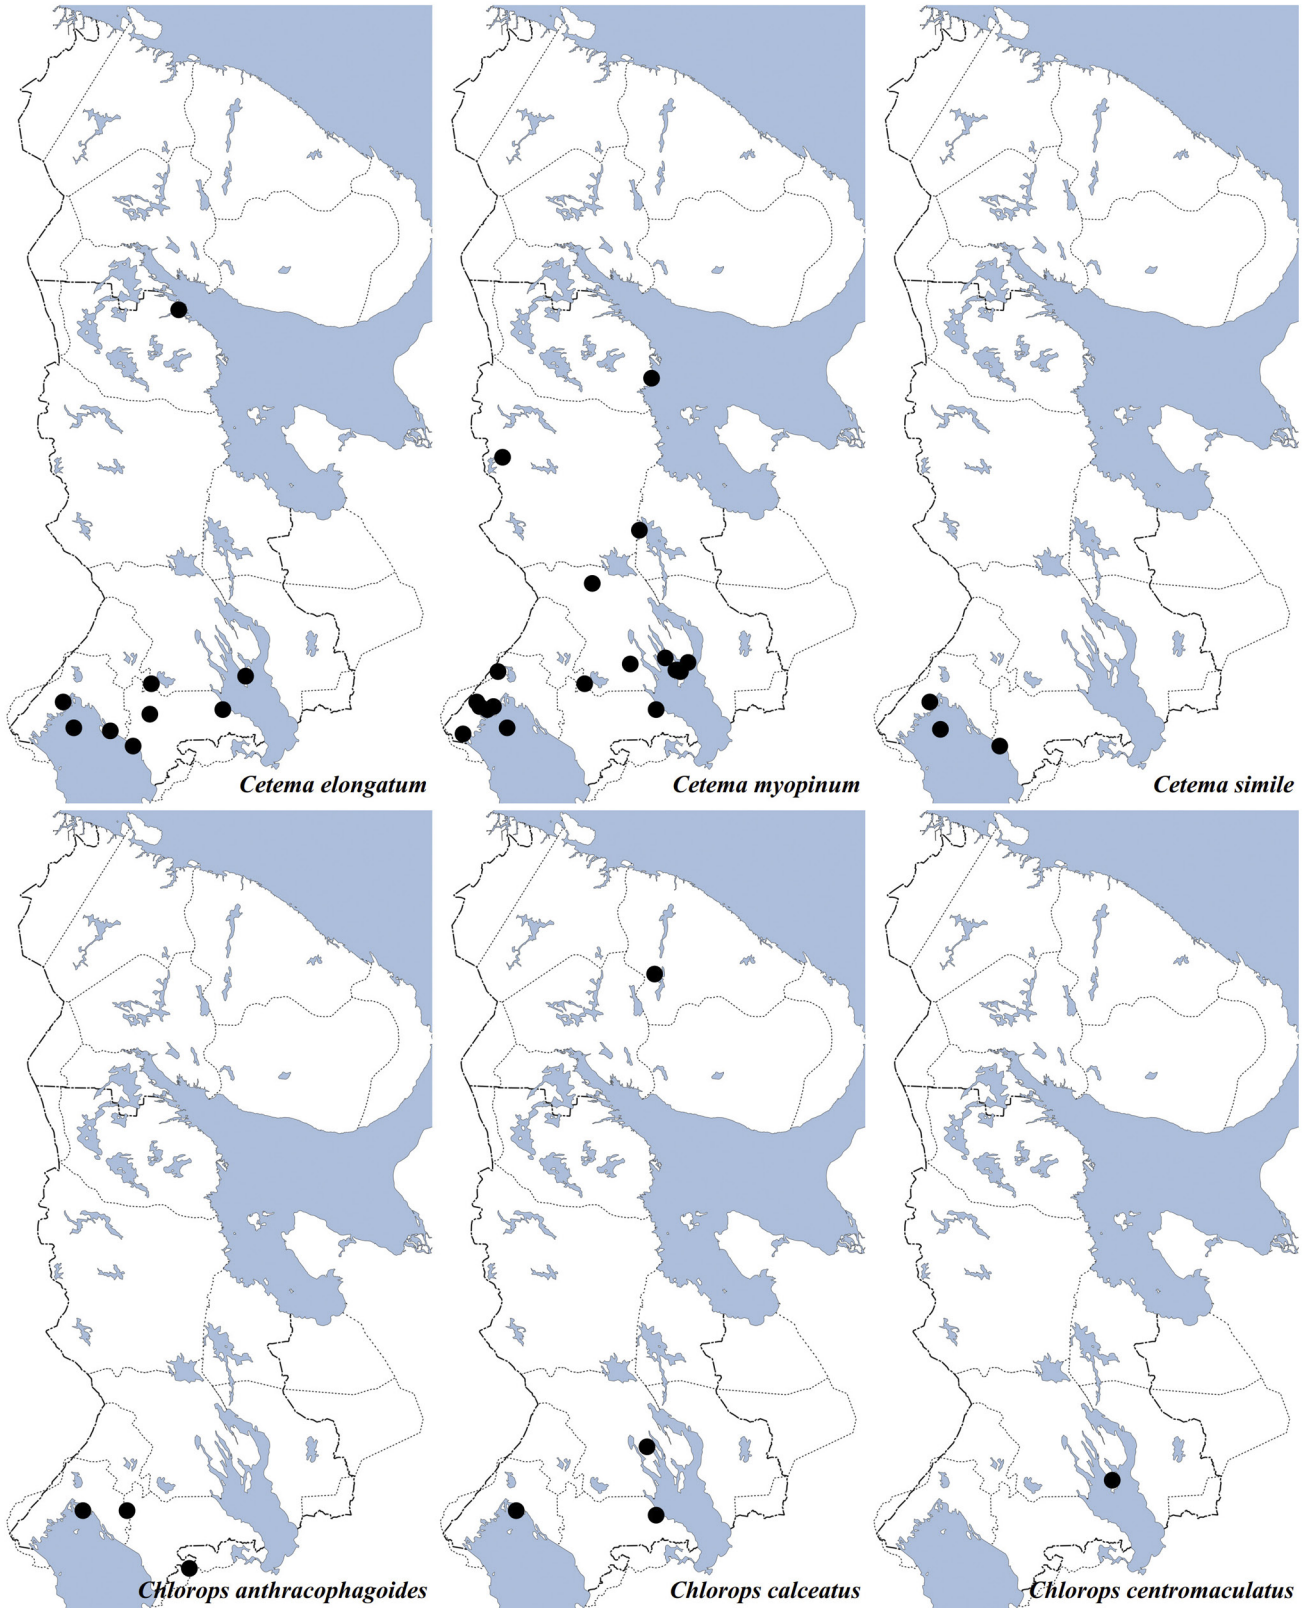 Cetema elongatum
Cetema myopinum
Cetema simile
Chlorops anthracophagoides
Chlorops calceatus
Chlorops centromaculatus